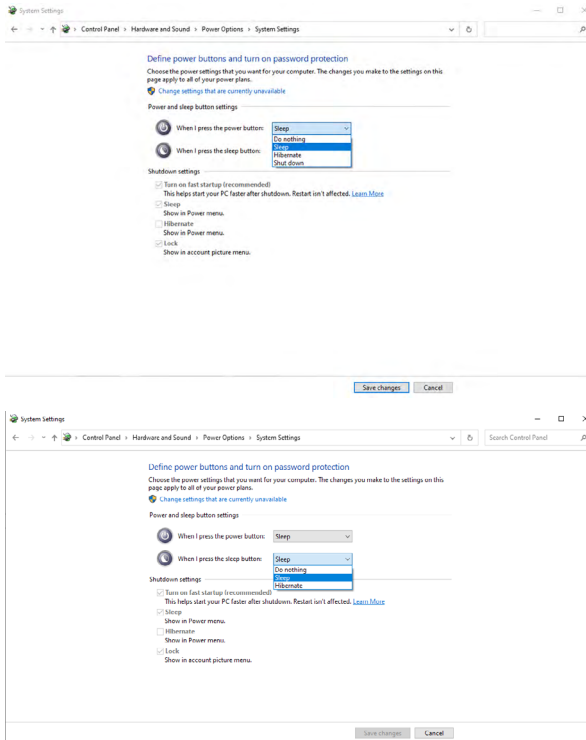 System Settings
Control Panel > Hardware and Sound > Power Options > System Settings
Define power buttons and turn on password protection
Choose the power settings that you want for your computer. The changes you make to the settings on this
page apply to all of your power plans.
Change settings that are currently unavailable
Power and sleep button settings
When I press the power button: Sleep
Do nothing
Sleep
Hibernate
Shut down
When I press the sleep button:
Shutdown settings
Turn on fast startup (recommended)
This helps start your PC faster after shutdown. Restart isn't affected. Learn More
Sleep
Show in Power menu.
Hibernate
Show in Power menu.
Lock
Show in account picture menu.
Save changes Cancel
System Settings
Control Panel > Hardware and Sound > Power Options > System Settings Search Control Panel
Define power buttons and turn on password protection
Choose the power settings that you want for your computer. The changes you make to the settings on this
page apply to all of your power plans.
Change settings that are currently unavailable
Power and sleep button settings
When I press the power button: Sleep
When I press the sleep button: Sleep
Do nothing
Sleep
Hibernate
Shutdown settings
Turn on fast startup (recommended)
This helps start your PC faster after shutdown. Restart isn't affected. Learn More
Sleep
Show in Power menu.
Hibernate
Show in Power menu.
Lock
Show in account picture menu.
Save changes Cancel